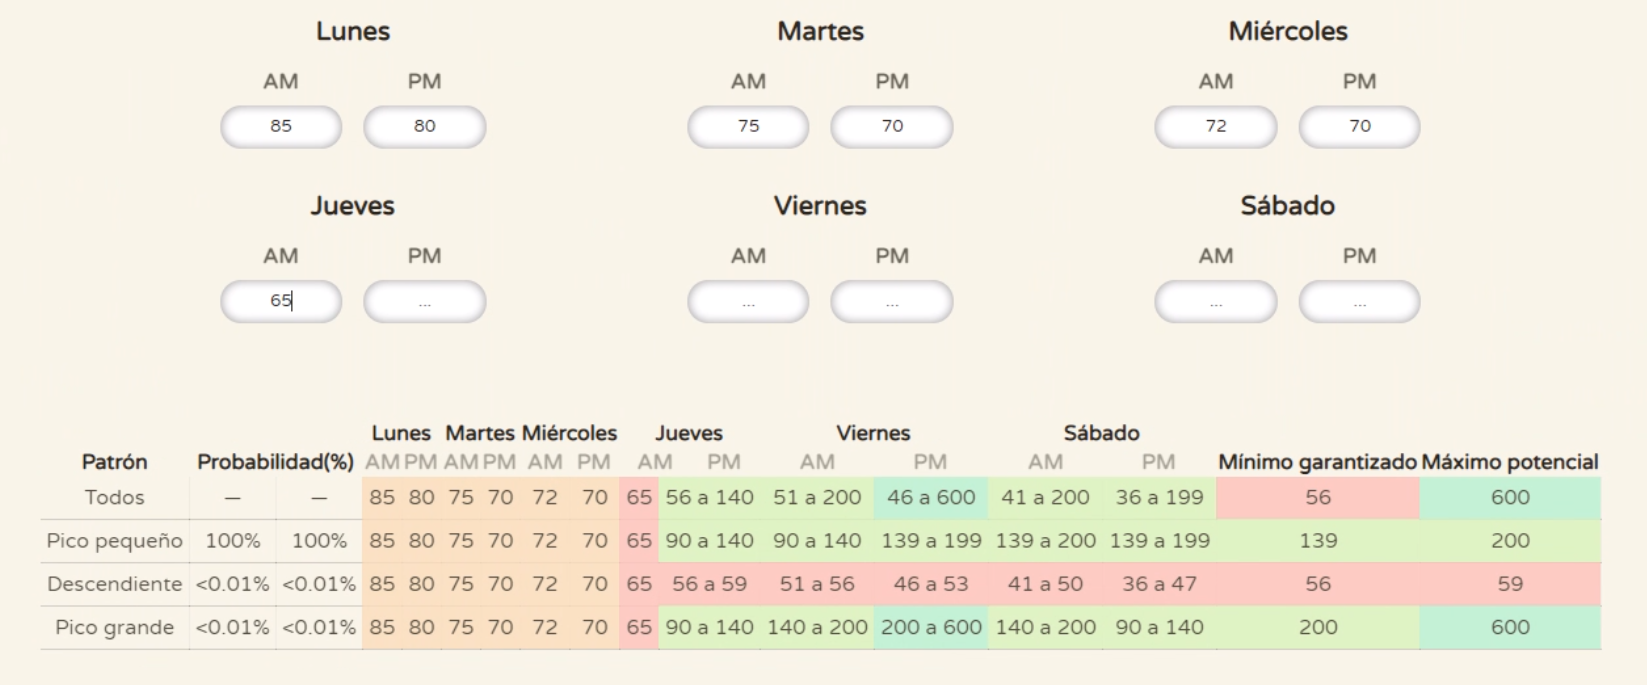 Lunes Martes Miércoles
AM PM AM PM AM PM
85 80 75 70 72 70
Jueves Viernes Sábado
AM PM AM PM AM PM
65 ... ... ... ... ...
Lunes Martes Miércoles Jueves Viernes Sábado
Patrón Probabilidad(%) AM PM AM PM AM PM AM PM AM PM AM PM Mínimo garantizado Máximo potencial
Todos — — 85 80 75 70 72 70 65 56 a 140 51 a 200 46 a 600 41 a 200 36 a 199 56 600
Pico pequeño 100% 100% 85 80 75 70 72 70 65 90 a 140 90 a 140 139 a 199 139 a 200 139 a 199 139 200
Descendiente <0.01% <0.01% 85 80 75 70 72 70 65 56 a 59 51 a 56 46 a 53 41 a 50 36 a 47 56 59
Pico grande <0.01% <0.01% 85 80 75 70 72 70 65 90 a 140 140 a 200 200 a 600 140 a 200 90 a 140 200 600